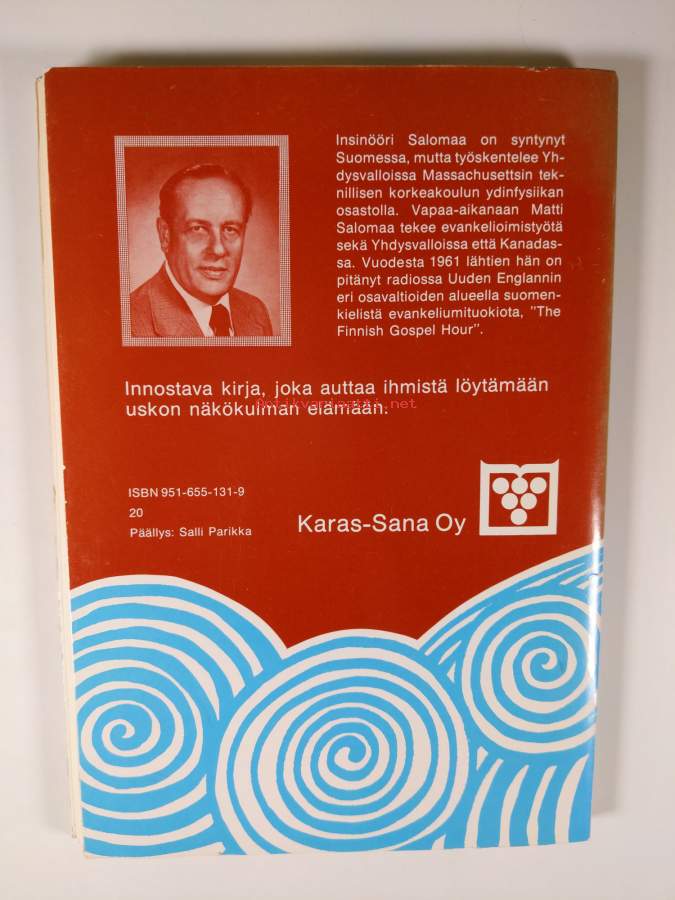 Insinööri Salomaa on syntynyt
Suomessa, mutta työskentelee Yh-
dysvalloissa Massachusettsin tek-
nillisen korkeakoulun ydinfysiikan
osastolla. Vapaa-aikanaan Matti
Salomaa tekee evankelioimistyötä
sekä Yhdysvalloissa että Kanadas-
sa. Vuodesta 1961 lähtien hän on
pitänyt radiossa Uuden Englannin
eri osavaltioiden alueella suomen-
kielistä evankeliumituokiota, "The
Finnish Gospel Hour".
Innostava kirja, joka auttaa ihmistä löytämään
uskon näkökulman elämään.
Antikvariaatti.net
ISBN 951-655-131-9
20
Päällys: Salli Parikka
Karas-Sana Oy